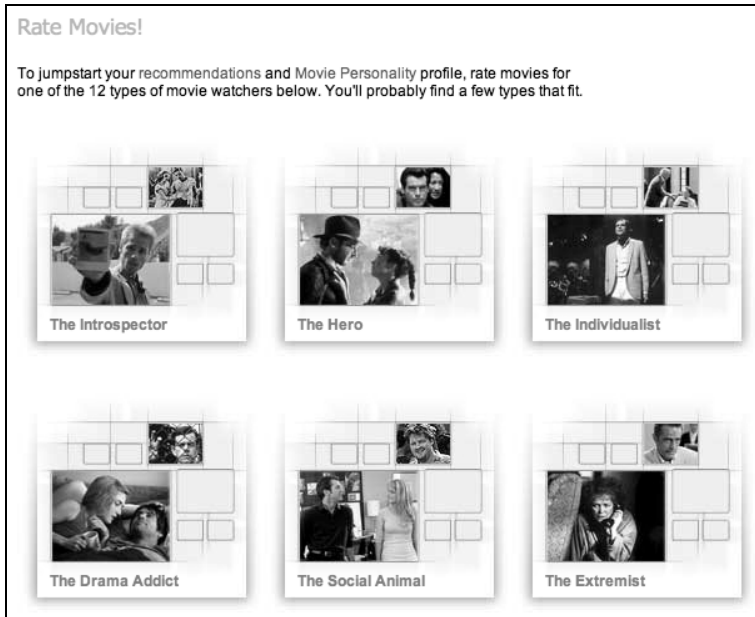 Rate Movies!
To jumpstart your recommendations and Movie Personality profile, rate movies for
one of the 12 types of movie watchers below. You'll probably find a few types that fit.
The Introspector
The Hero
The Individualist
The Drama Addict
The Social Animal
The Extremist